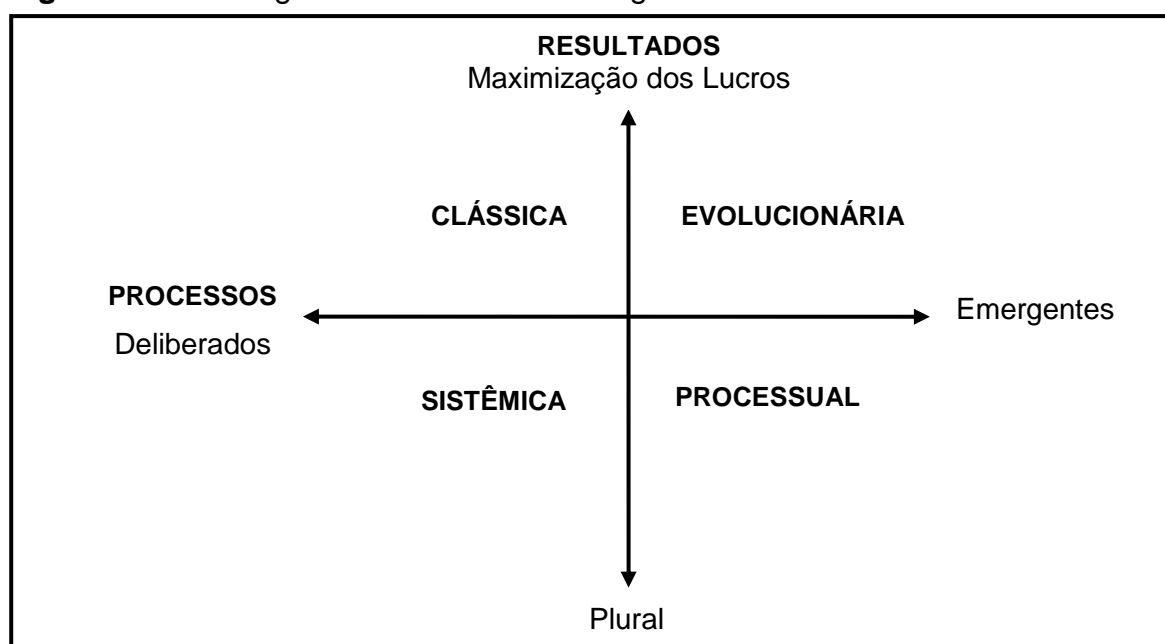 RESULTADOS
Maximização dos Lucros
CLÁSSICA EVOLUCIONÁRIA
PROCESSOS
Deliberados
Emergentes
SISTÊMICA PROCESSUAL
Plural